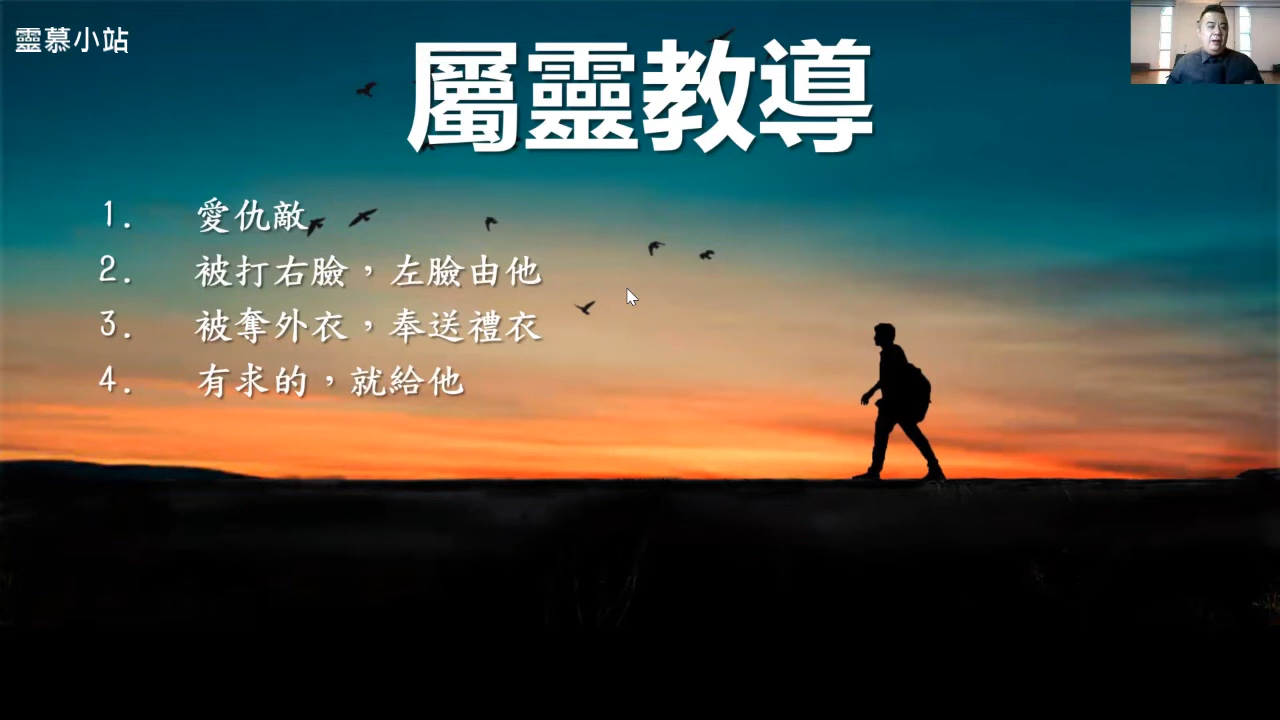 靈慕小站
屬靈教導
1. 愛仇敵
2. 被打右臉，左臉由他
3. 被奪外衣，奉送禮衣
4. 有求的，就給他